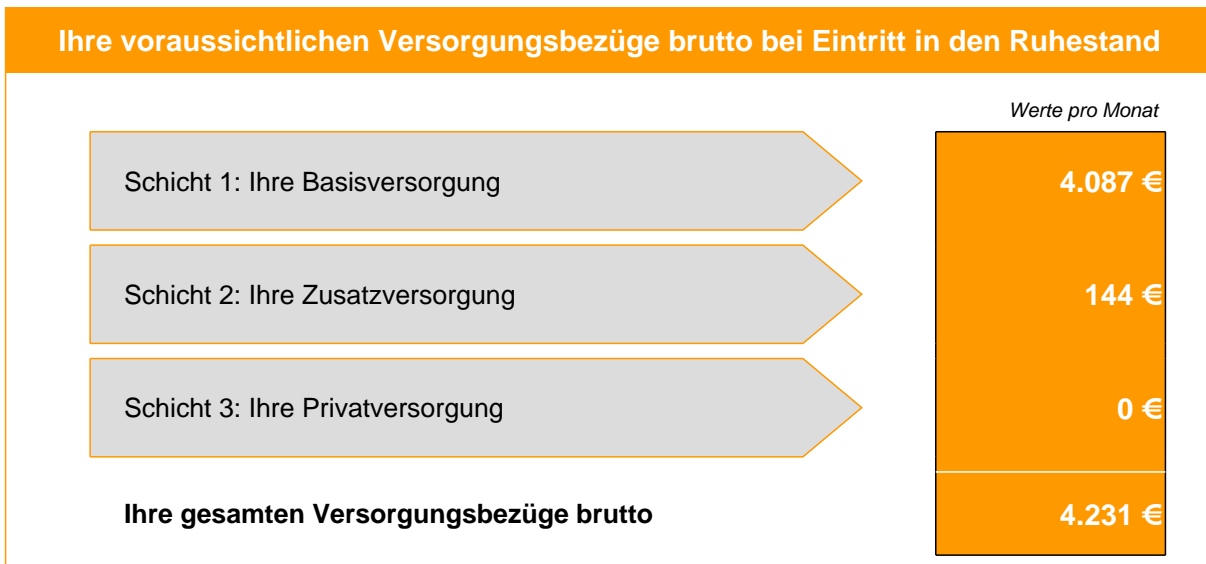 Ihre voraussichtlichen Versorgungsbezüge brutto bei Eintritt in den Ruhestand
Werte pro Monat
Schicht 1: Ihre Basisversorgung 4.087 €
Schicht 2: Ihre Zusatzversorgung 144 €
Schicht 3: Ihre Privatversorgung 0 €
Ihre gesamten Versorgungsbezüge brutto 4.231 €